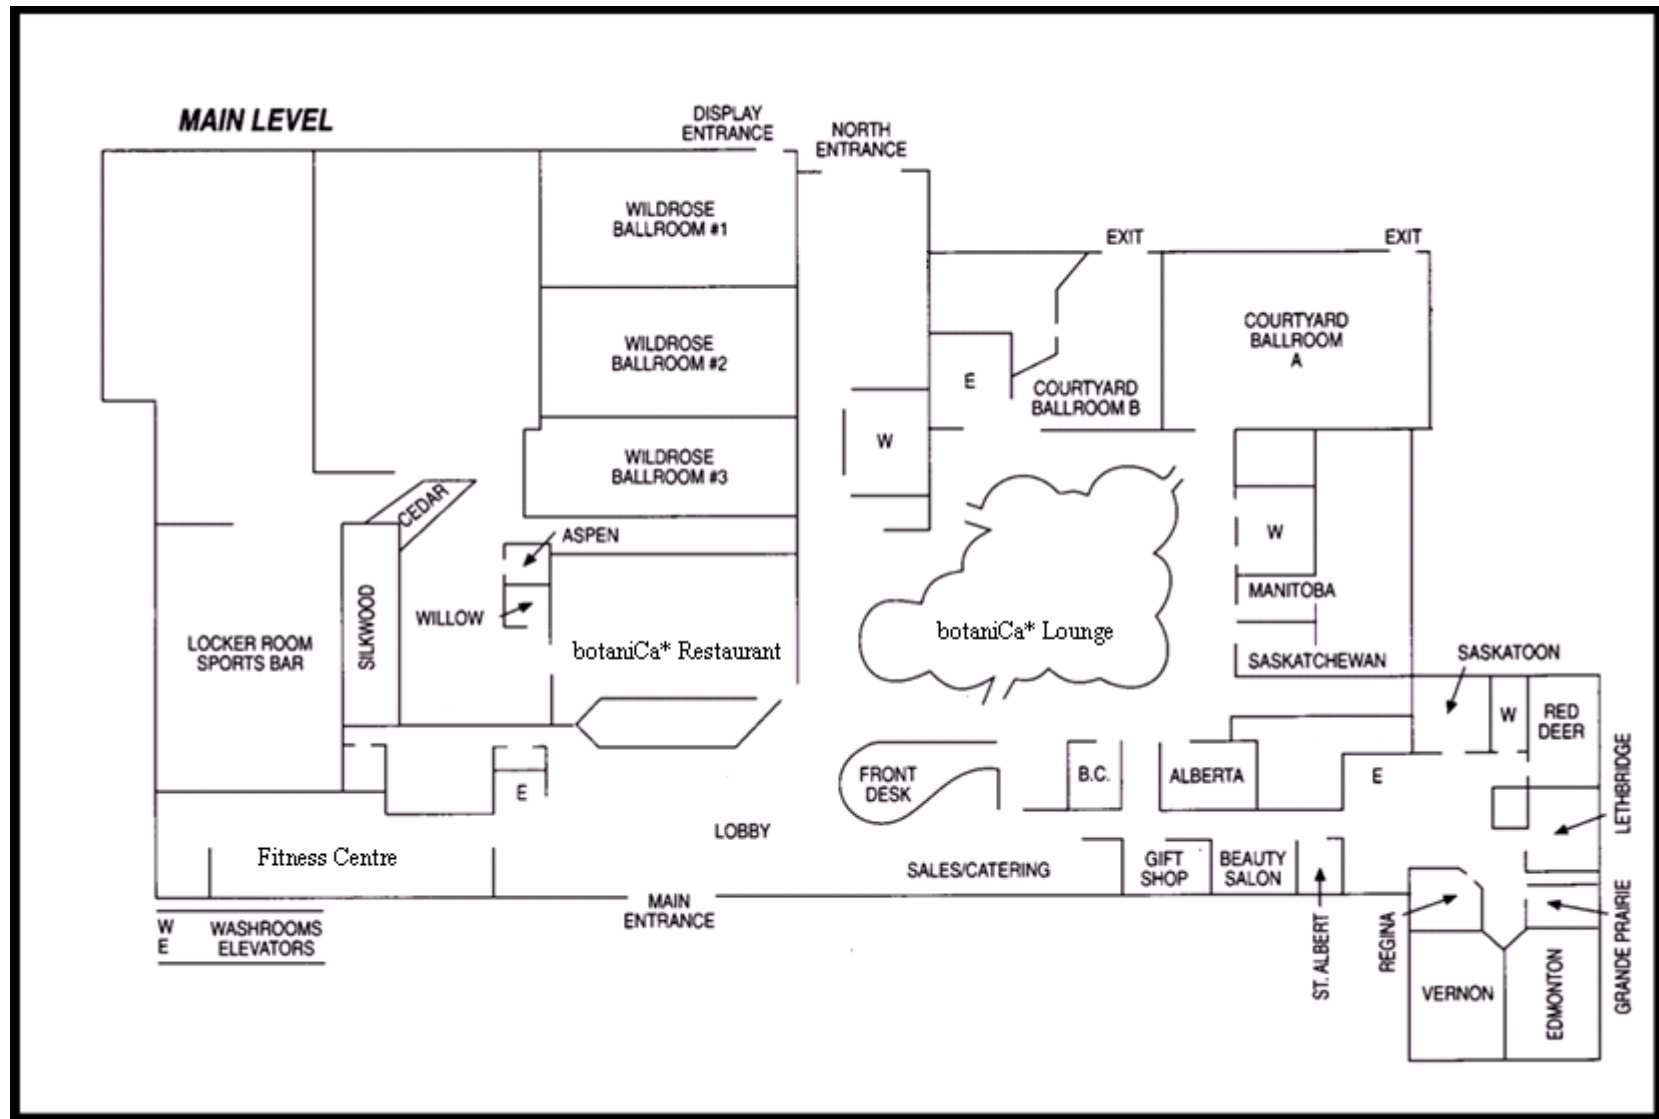 MAIN LEVEL
DISPLAY
ENTRANCE
NORTH
ENTRANCE
WILDROSE
BALLROOM #1
EXIT
EXIT
WILDROSE
BALLROOM #2
COURTYARD
BALLROOM
A
E
COURTYARD
BALLROOM B
W
WILDROSE
BALLROOM #3
CEDAR
ASPEN
W
MANITOBA
SILKWOOD
WILLOW
LOCKER ROOM
SPORTS BAR
botaniCa* Restaurant
botaniCa* Lounge
SASKATCHEWAN
SASKATOON
W
RED
DEER
LETHBRIDGE
FRONT
DESK
B.C.
ALBERTA
E
E
LOBBY
Fitness Centre
SALES/CATERING
GIFT
SHOP
BEAUTY
SALON
MAIN
ENTRANCE
ST. ALBERT
REGINA
GRANDE PRAIRIE
W WASHROOMS
E ELEVATORS
VERNON
EDMONTON